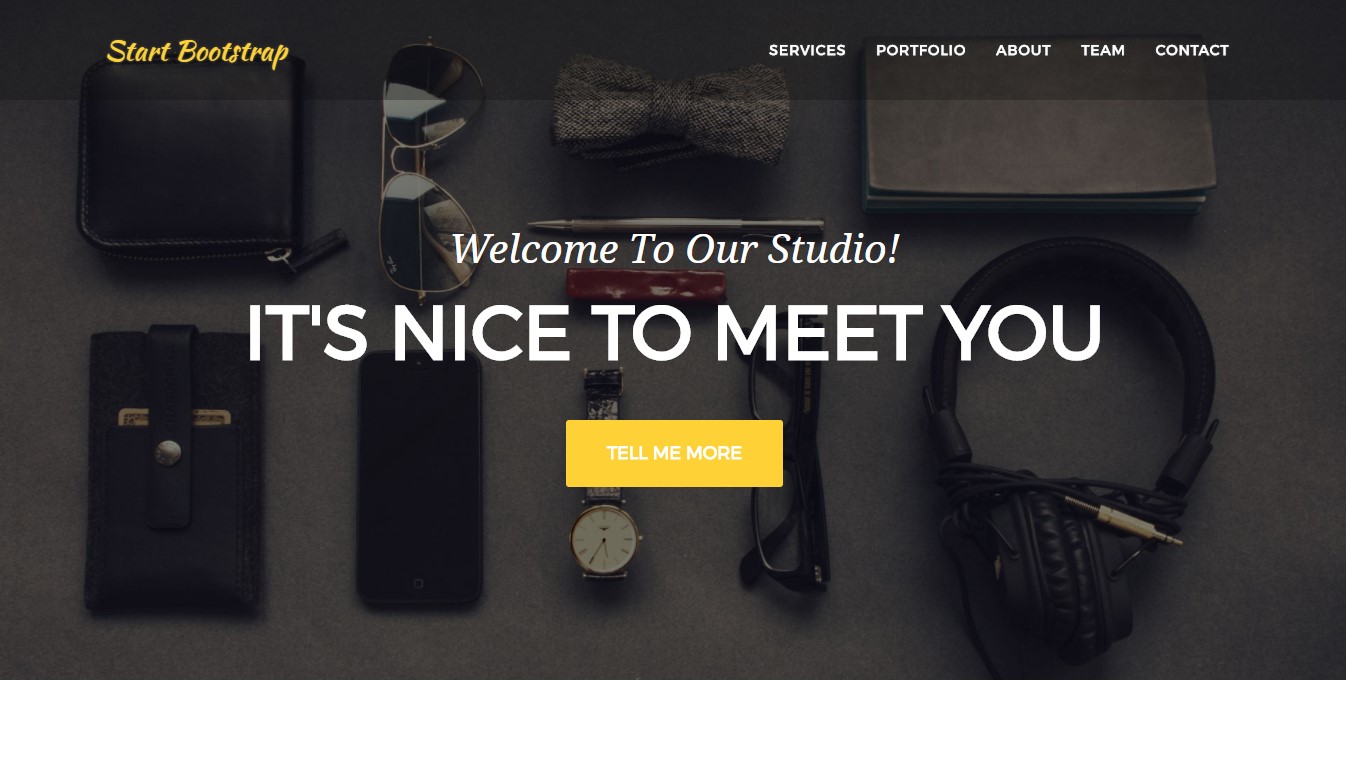 Start Bootstrap
SERVICES PORTFOLIO ABOUT TEAM CONTACT
Welcome To Our Studio!
IT'S NICE TO MEET YOU
TELL ME MORE